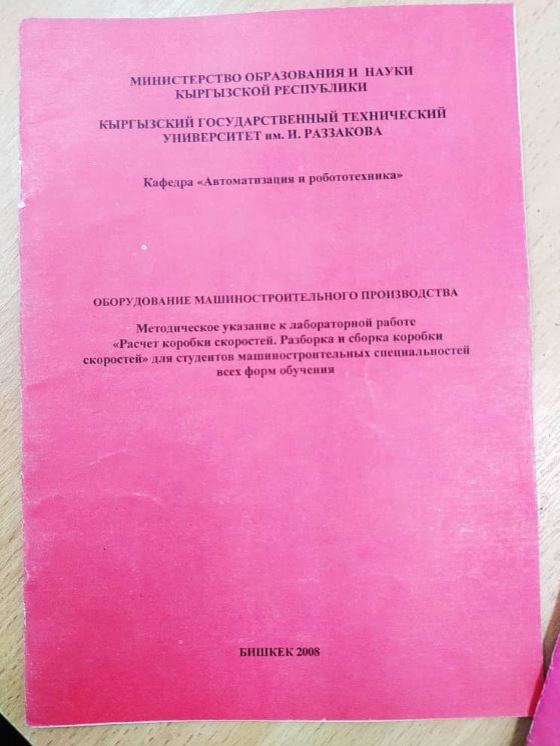 МИНИСТЕРСТВО ОБРАЗОВАНИЯ И НАУКИ
КЫРГЫЗСКОЙ РЕСПУБЛИКИ
КЫРГЫЗСКИЙ ГОСУДАРСТВЕННЫЙ ТЕХНИЧЕСКИЙ
УНИВЕРСИТЕТ им. И. РАЗЗАКОВА
Кафедра «Автоматизация и робототехника»
ОБОРУДОВАНИЕ МАШИНОСТРОИТЕЛЬНОГО ПРОИЗВОДСТВА
Методическое указание к лабораторной работе
«Расчет коробки скоростей. Разборка и сборка коробки
скоростей» для студентов машиностроительных специальностей
всех форм обучения
БИШКЕК 2008